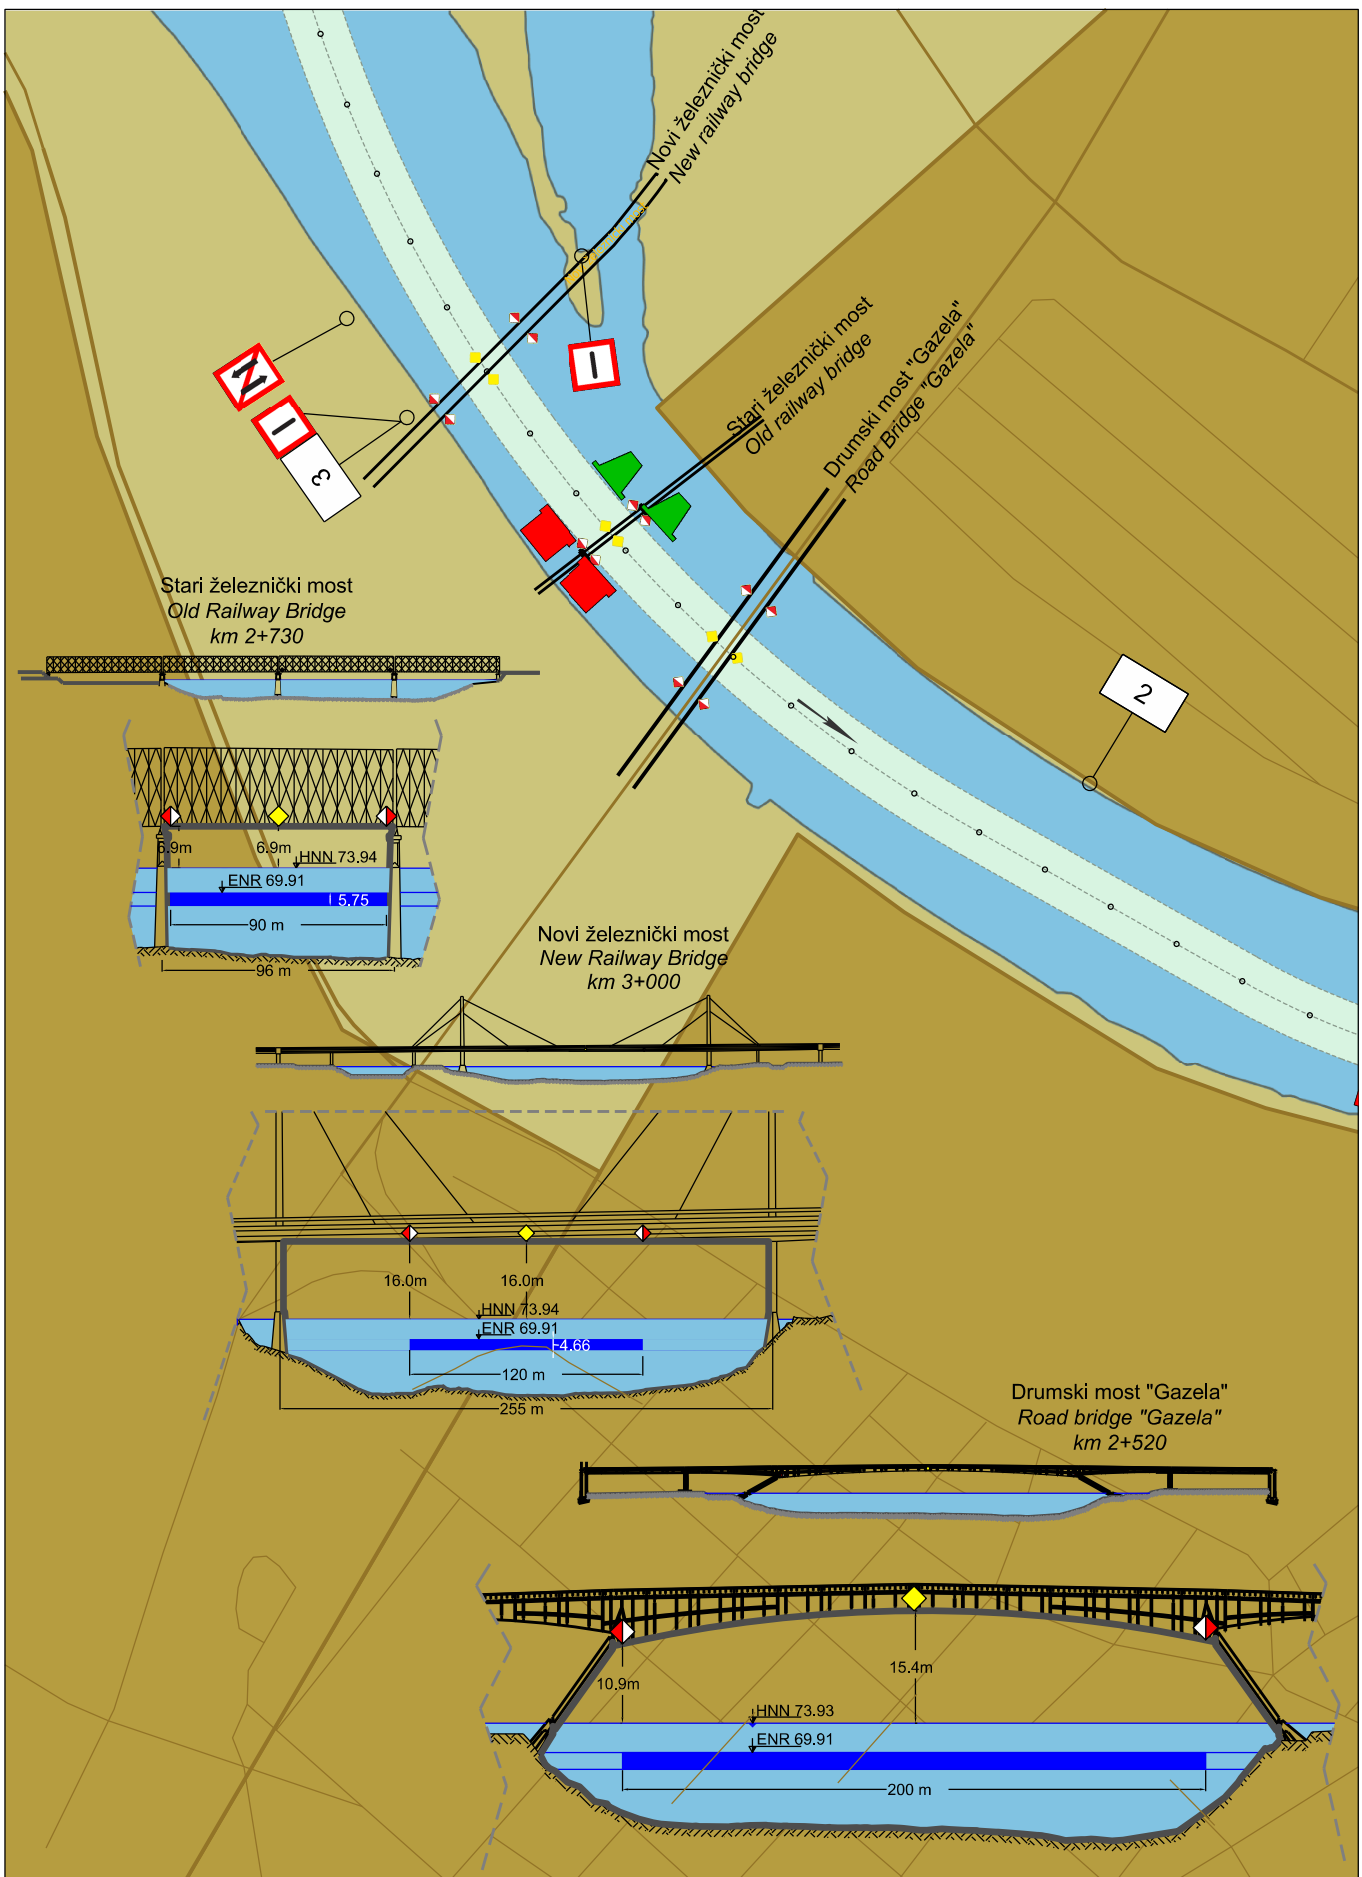 Novi železnički most
New railway bridge
Stari železnički most
Old railway bridge
Drumski most "Gazela"
Road Bridge "Gazela"
3
2
Stari železnički most
Old Railway Bridge
km 2+730
6.9m
6.9m
HNN 73.94
ENR 69.91
5.75
90 m
96 m
Novi železnički most
New Railway Bridge
km 3+000
16.0m
16.0m
HNN 73.94
ENR 69.91
4.66
120 m
255 m
Drumski most "Gazela"
Road bridge "Gazela"
km 2+520
10.9m
15.4m
HNN 73.93
ENR 69.91
200 m